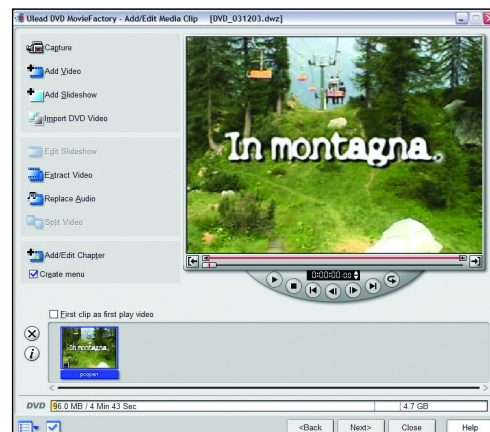 Ulead DVD MovieFactory - Add/Edit Media Clip [DVD_031203.dwz]
Capture
Add Video
Add Slideshow
Import DVD Video
Edit Slideshow
Extract Video
Replace Audio
Split Video
Add/Edit Chapter
Create menu
In montagna.
0:00:00:00
First clip as first play video
In montagna.
pcopen
DVD 96.0 MB / 4 Min 43 Sec 4.7 GB
<Back Next> Close Help